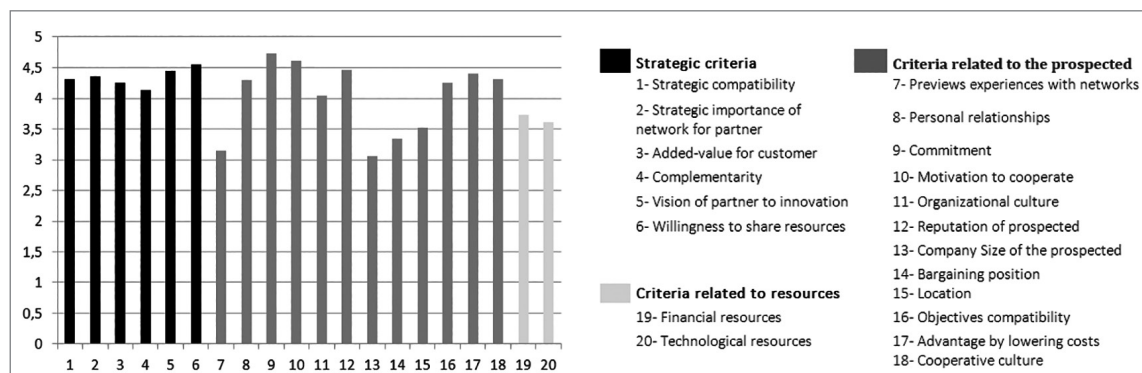 5
4,5
4
3,5
3
2,5
2
1,5
1
0,5
0
1 2 3 4 5 6 7 8 9 10 11 12 13 14 15 16 17 18 19 20
Strategic criteria
1- Strategic compatibility
2- Strategic importance of
network for partner
3- Added-value for customer
4- Complementarity
5- Vision of partner to innovation
6- Willingness to share resources
Criteria related to resources
19- Financial resources
20- Technological resources
Criteria related to the prospected
7- Previews experiences with networks
8- Personal relationships
9- Commitment
10- Motivation to cooperate
11- Organizational culture
12- Reputation of prospected
13- Company Size of the prospected
14- Bargaining position
15- Location
16- Objectives compatibility
17- Advantage by lowering costs
18- Cooperative culture